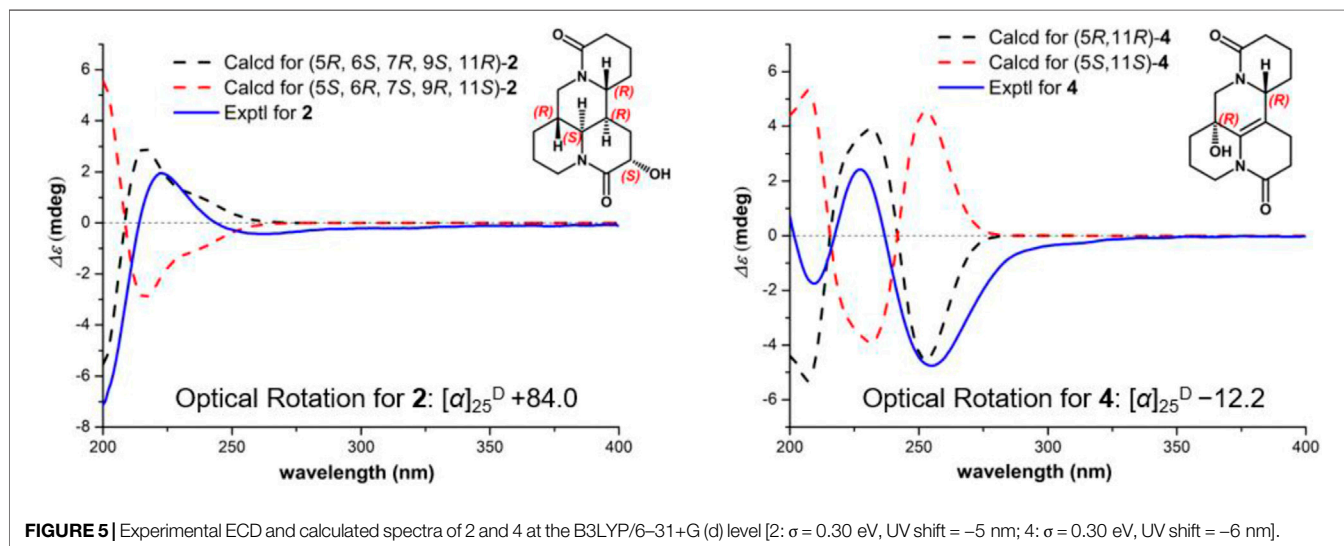 Calcd for (5R, 6S, 7R, 9S, 11R)-2
Calcd for (5S, 6R, 7S, 9R, 11S)-2
Exptl for 2
O
N
H
(R)
H
(R)
(R)
(S)
H
H
N
O
(S)
OH
6
4
2
0
-2
-4
-6
-8
Δε (mdeg)
Optical Rotation for 2: [α]25D +84.0
200
250
300
350
400
wavelength (nm)
Calcd for (5R,11R)-4
Calcd for (5S,11S)-4
Exptl for 4
O
N
H
(R)
(R)
OH
N
O
6
4
2
0
-2
-4
-6
Δε (mdeg)
Optical Rotation for 4: [α]25D −12.2
200
225
250
275
300
325
350
375
400
wavelength (nm)
FIGURE 5 | Experimental ECD and calculated spectra of 2 and 4 at the B3LYP/6–31+G (d) level [2: σ = 0.30 eV, UV shift = −5 nm; 4: σ = 0.30 eV, UV shift = −6 nm].